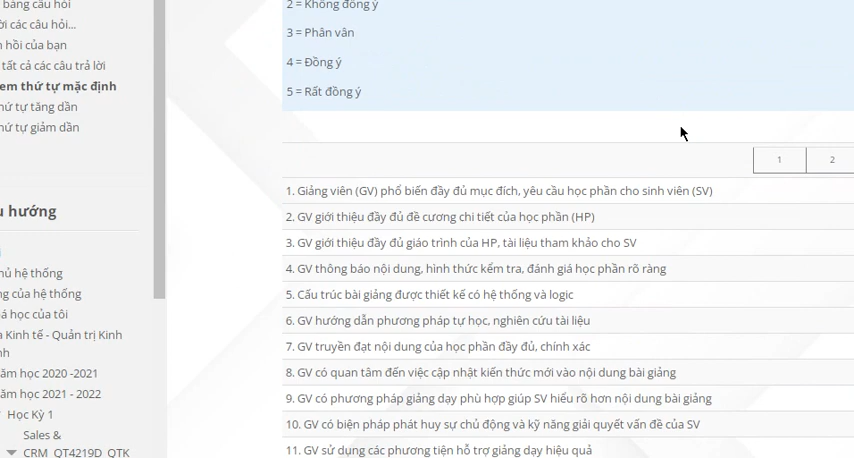 bảng câu hỏi
ời các câu hỏi...
hồi của bạn
tất cả các câu trả lời
em thứ tự mặc định
hứ tự tăng dần
hứ tự giảm dần
hướng
hủ hệ thống
ng của hệ thống
oá học của tôi
Kinh tế - Quản trị Kinh
nh
ăm học 2020 -2021
ăm học 2021 - 2022
Học Kỳ 1
Sales &
CRM_QT4219D_QTK
2 = Không đồng ý
3 = Phân vân
4 = Đồng ý
5 = Rất đồng ý
1 2
1. Giảng viên (GV) phổ biến đầy đủ mục đích, yêu cầu học phần cho sinh viên (SV)
2. GV giới thiệu đầy đủ đề cương chi tiết của học phần (HP)
3. GV giới thiệu đầy đủ giáo trình của HP, tài liệu tham khảo cho SV
4. GV thông báo nội dung, hình thức kểm tra, đánh giá học phần rõ ràng
5. Cấu trúc bài giảng được thiết kế có hệ thống và logic
6. GV hướng dẫn phương pháp tự học, nghiên cứu tài liệu
7. GV truyền đạt nội dung của học phần đầy đủ, chính xác
8. GV có quan tâm đến việc cập nhật kiến thức mới vào nội dung bài giảng
9. GV có phương pháp giảng dạy phù hợp giúp SV hiểu rõ hơn nội dung bài giảng
10. GV có biện pháp phát huy sự chủ động và kỹ năng giải quyết vấn đề của SV
11. GV sử dụng các phương tiện hỗ trợ giảng dạy hiệu quả